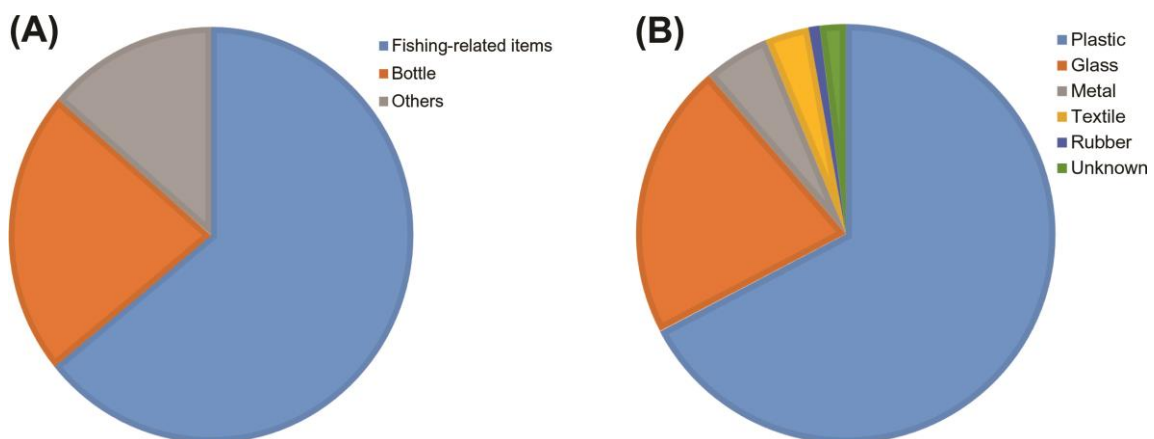 (A)
Fishing-related items
Bottle
Others
(B)
Plastic
Glass
Metal
Textile
Rubber
Unknown